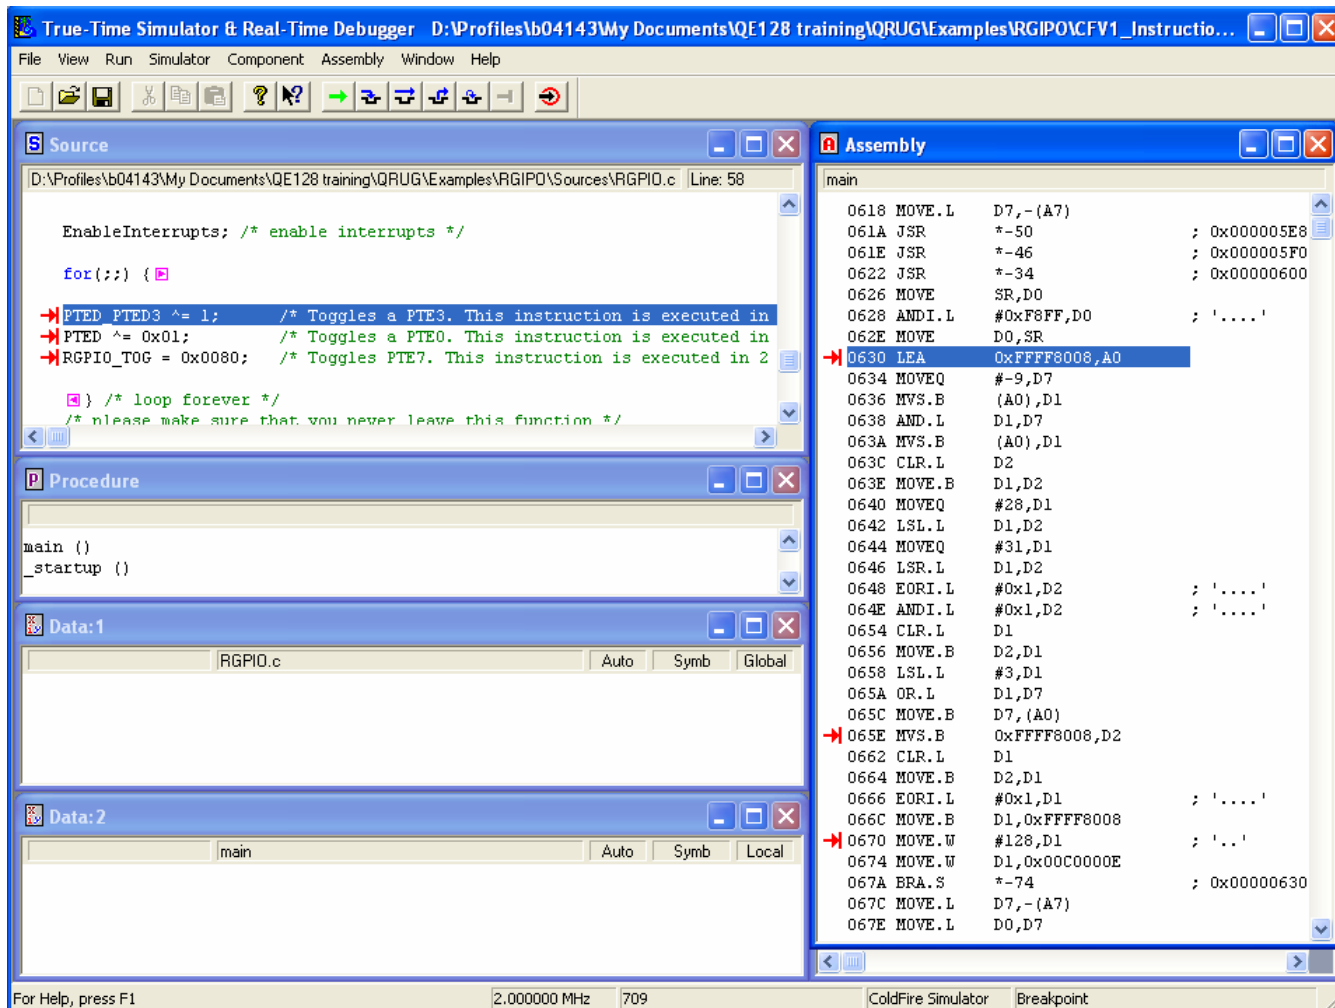 True-Time Simulator & Real-Time Debugger D:\Profiles\b04143\My Documents\QE128 training\QRUG\Examples\RGIPO\CFV1_Instructio...
File View Run Simulator Component Assembly Window Help
Source
D:\Profiles\b04143\My Documents\QE128 training\QRUG\Examples\RGIPO\Sources\RGPIO.c Line: 58
EnableInterrupts; /* enable interrupts */
for(;;) {
PTED_PTED3 ^= 1; /* Toggles a PTE3. This instruction is executed in
PTED ^= 0x01; /* Toggles a PTE0. This instruction is executed in
RGPIO_TOG = 0x0080; /* Toggles PTE7. This instruction is executed in 2
} /* loop forever */
/* please make sure that you never leave this function */
Procedure
main ()
_startup ()
Data:1
RGPIO.c Auto Symb Global
Data:2
main Auto Symb Local
Assembly
main
0618 MOVE.L D7,-(A7)
061A JSR *-50 ; 0x000005E8
061E JSR *-46 ; 0x000005F0
0622 JSR *-34 ; 0x00000600
0626 MOVE SR,D0
0628 ANDI.L #0xF8FF,D0 ; '....'
062E MOVE D0,SR
0630 LEA 0xFFFF8008,A0
0634 MOVEQ #-9,D7
0636 MVS.B (A0),D1
0638 AND.L D1,D7
063A MVS.B (A0),D1
063C CLR.L D2
063E MOVE.B D1,D2
0640 MOVEQ #28,D1
0642 LSL.L D1,D2
0644 MOVEQ #31,D1
0646 LSR.L D1,D2
0648 EORI.L #0x1,D2 ; '....'
064E ANDI.L #0x1,D2 ; '....'
0654 CLR.L D1
0656 MOVE.B D2,D1
0658 LSL.L #3,D1
065A OR.L D1,D7
065C MOVE.B D7,(A0)
065E MVS.B 0xFFFF8008,D2
0662 CLR.L D1
0664 MOVE.B D2,D1
0666 EORI.L #0x1,D1 ; '....'
066C MOVE.B D1,0xFFFF8008
0670 MOVE.W #128,D1 ; '..'
0674 MOVE.W D1,0x00C0000E
067A BRA.S *-74 ; 0x00000630
067C MOVE.L D7,-(A7)
067E MOVE.L D0,D7
For Help, press F1 2.000000 MHz 709 ColdFire Simulator Breakpoint